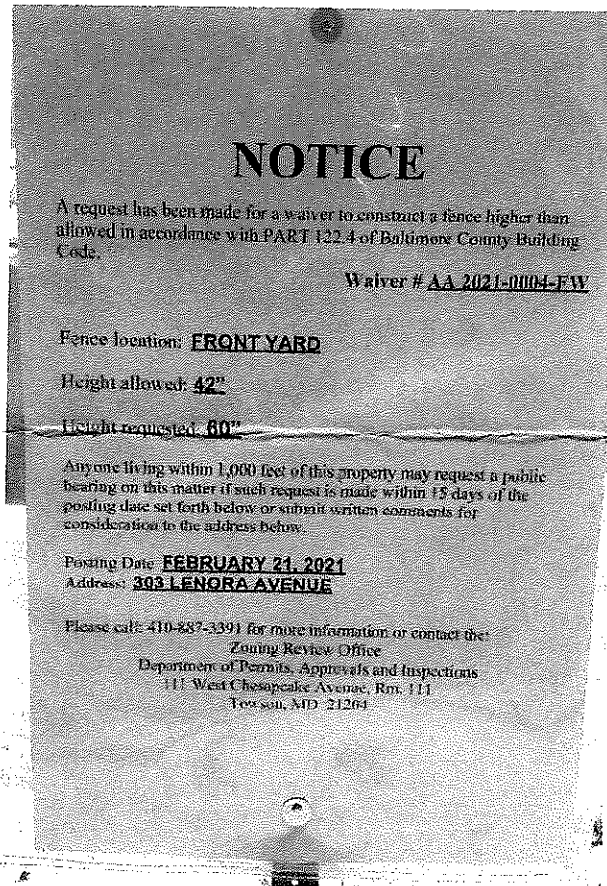 NOTICE
A request has been made for a waiver to construct a fence higher than
allowed in accordance with PART 122.4 of Baltimore County Building
Code.
Waiver # AA 2021-0004-FW
Fence location: FRONT YARD
Height allowed: 42"
Height requested: 60"
Anyone living within 1,000 feet of this property may request a public
hearing on this matter if such request is made within 15 days of the
posting date set forth below or submit written comments for
consideration to the address below.
Posting Date FEBRUARY 21, 2021
Address: 303 LENORA AVENUE
Please call: 410-887-3391 for more information or contact the:
Zoning Review Office
Department of Permits, Approvals and Inspections
111 West Chesapeake Avenue, Rm. 111
Towson, MD 21204